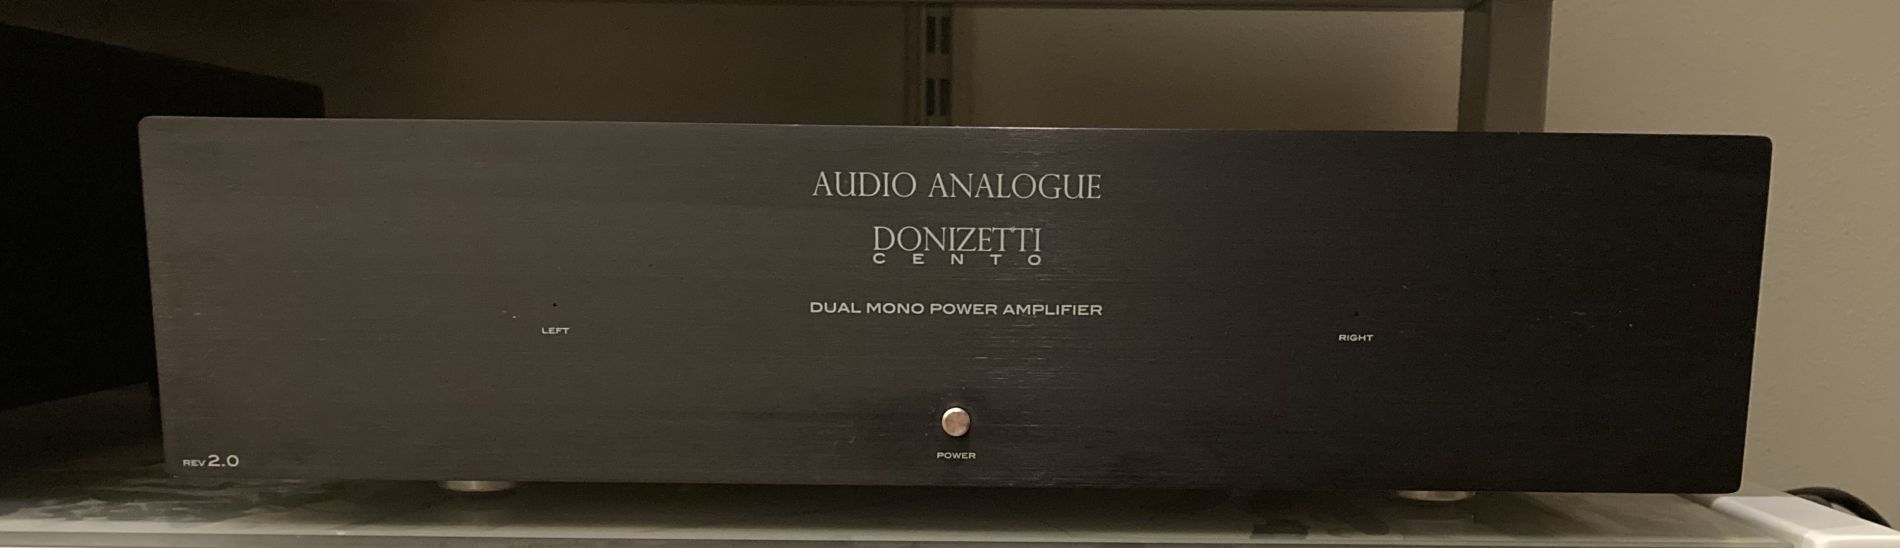 AUDIO ANALOGUE
DONIZETTI
CENTO
DUAL MONO POWER AMPLIFIER
LEFT
RIGHT
POWER
REV 2.0